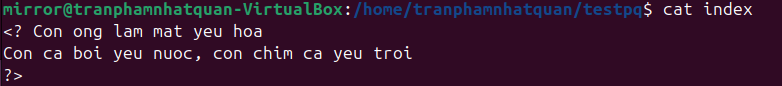 mirror@tranphamnhatquan-VirtualBox:/home/tranphamnhatquan/testpq$ cat index
<? Con ong lam mat yeu hoa
Con ca boi yeu nuoc, con chim ca yeu troi
?>